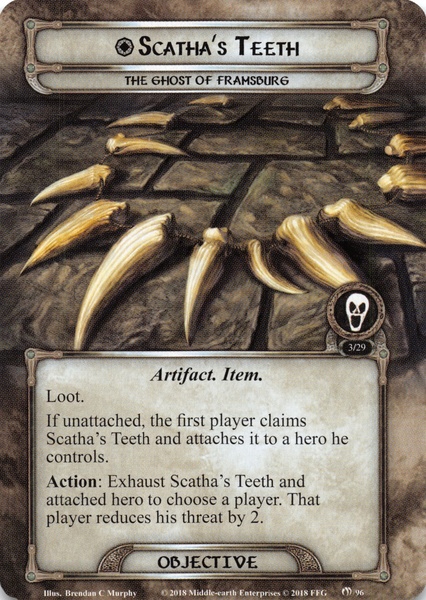 Scatha's Teeth
The Ghost of Framsburg
3/29
Artifact. Item.
Loot.
If unattached, the first player claims
Scatha's Teeth and attaches it to a hero he
controls.
Action: Exhaust Scatha's Teeth and
attached hero to choose a player. That
player reduces his threat by 2.
OBJECTIVE
Illus. Brendan C Murphy © 2018 Middle-earth Enterprises © 2018 FFG 96